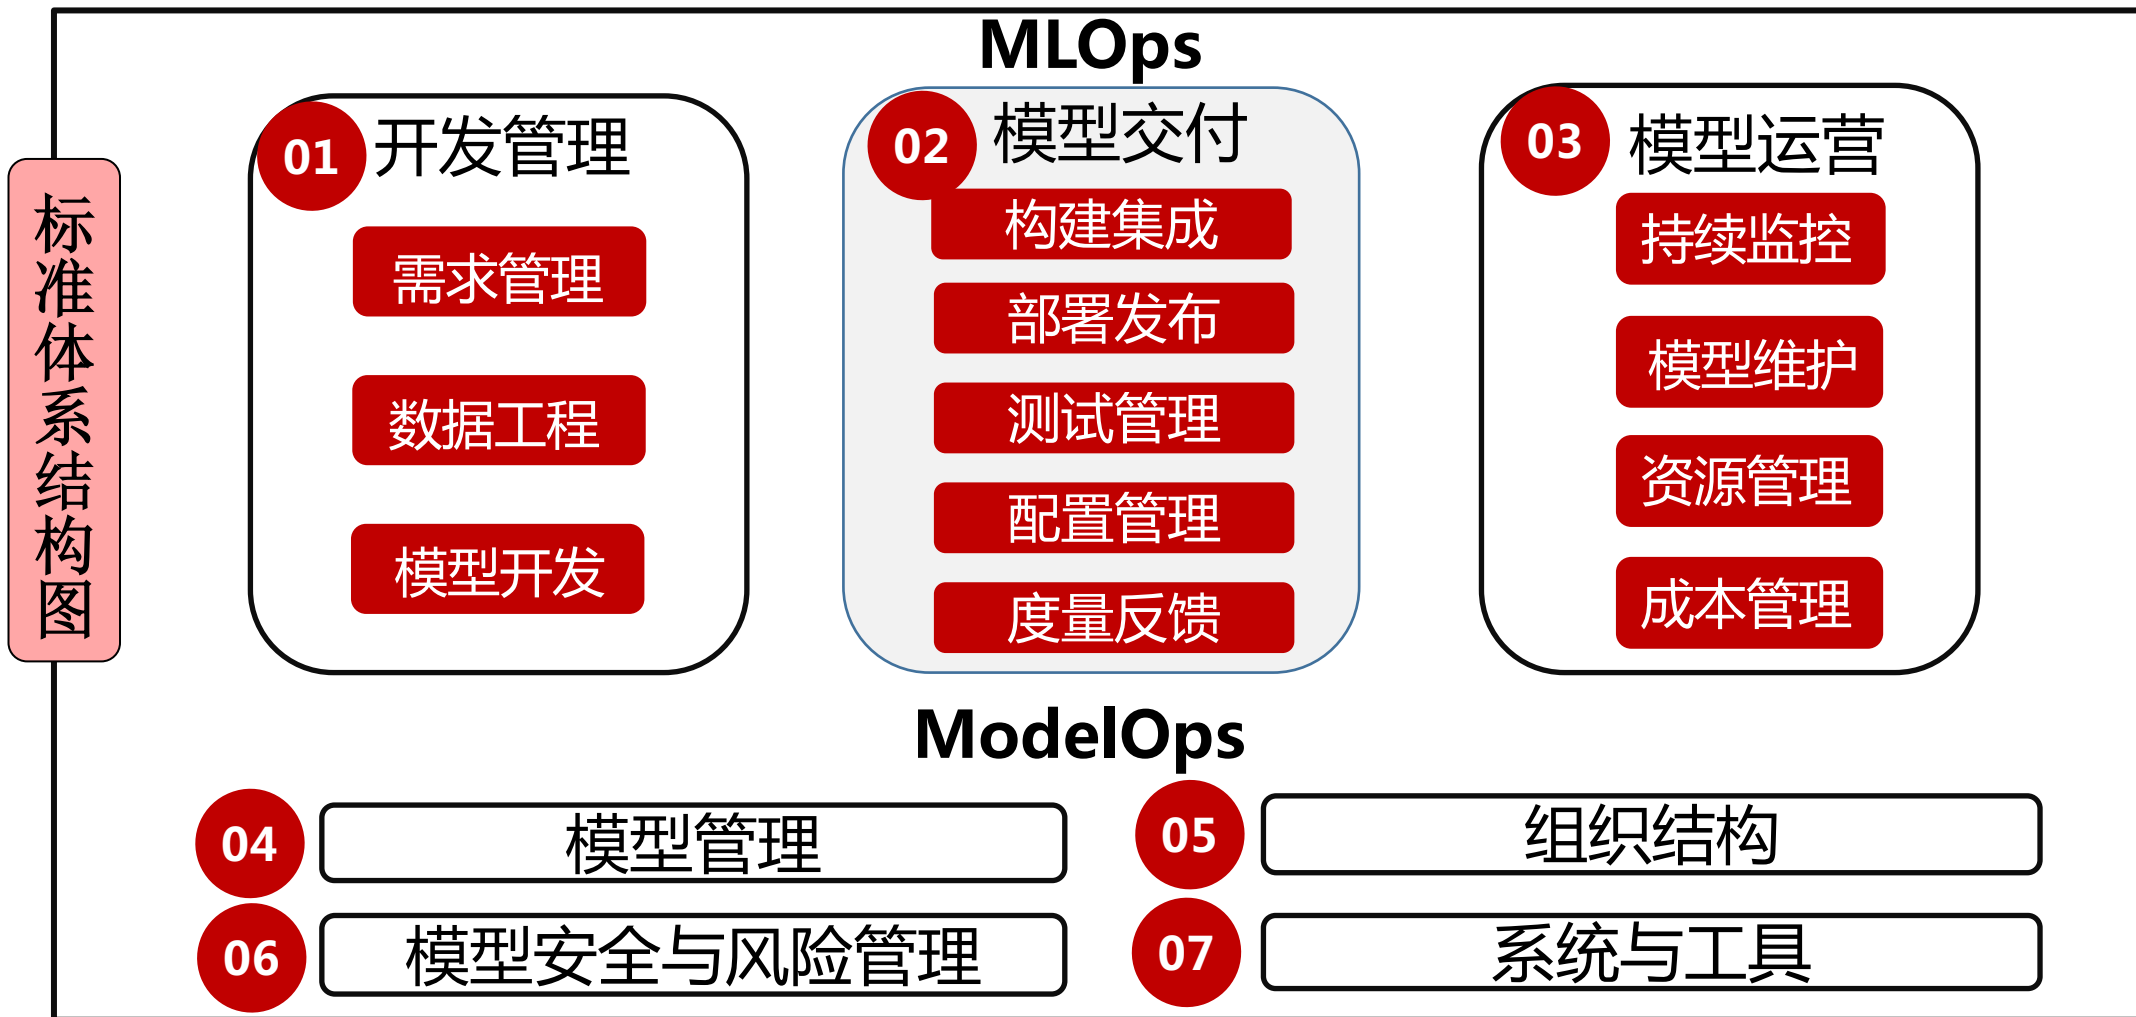 标准体系结构图
MLOps
01
开发管理
需求管理
数据工程
模型开发
02
模型交付
构建集成
部署发布
测试管理
配置管理
度量反馈
03
模型运营
持续监控
模型维护
资源管理
成本管理
ModelOps
04
模型管理
05
组织结构
06
模型安全与风险管理
07
系统与工具